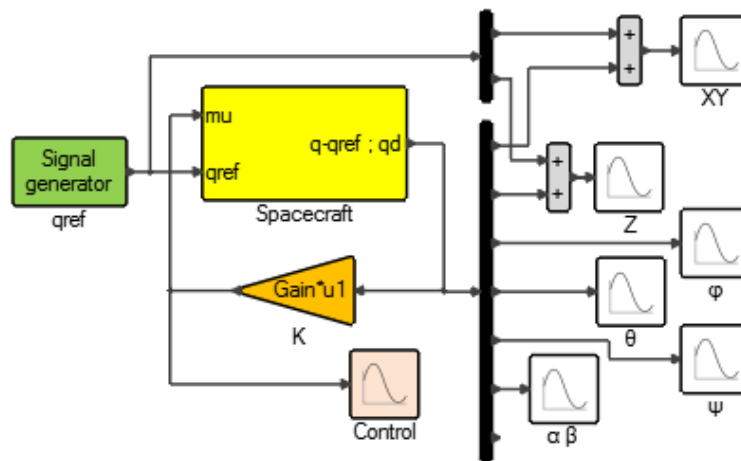 +
+
XY
mu
q-qref ; qd
qref
Spacecraft
Signal
generator
qref
+
+
Z
φ
Gain*u1
K
θ
ψ
Control
α β